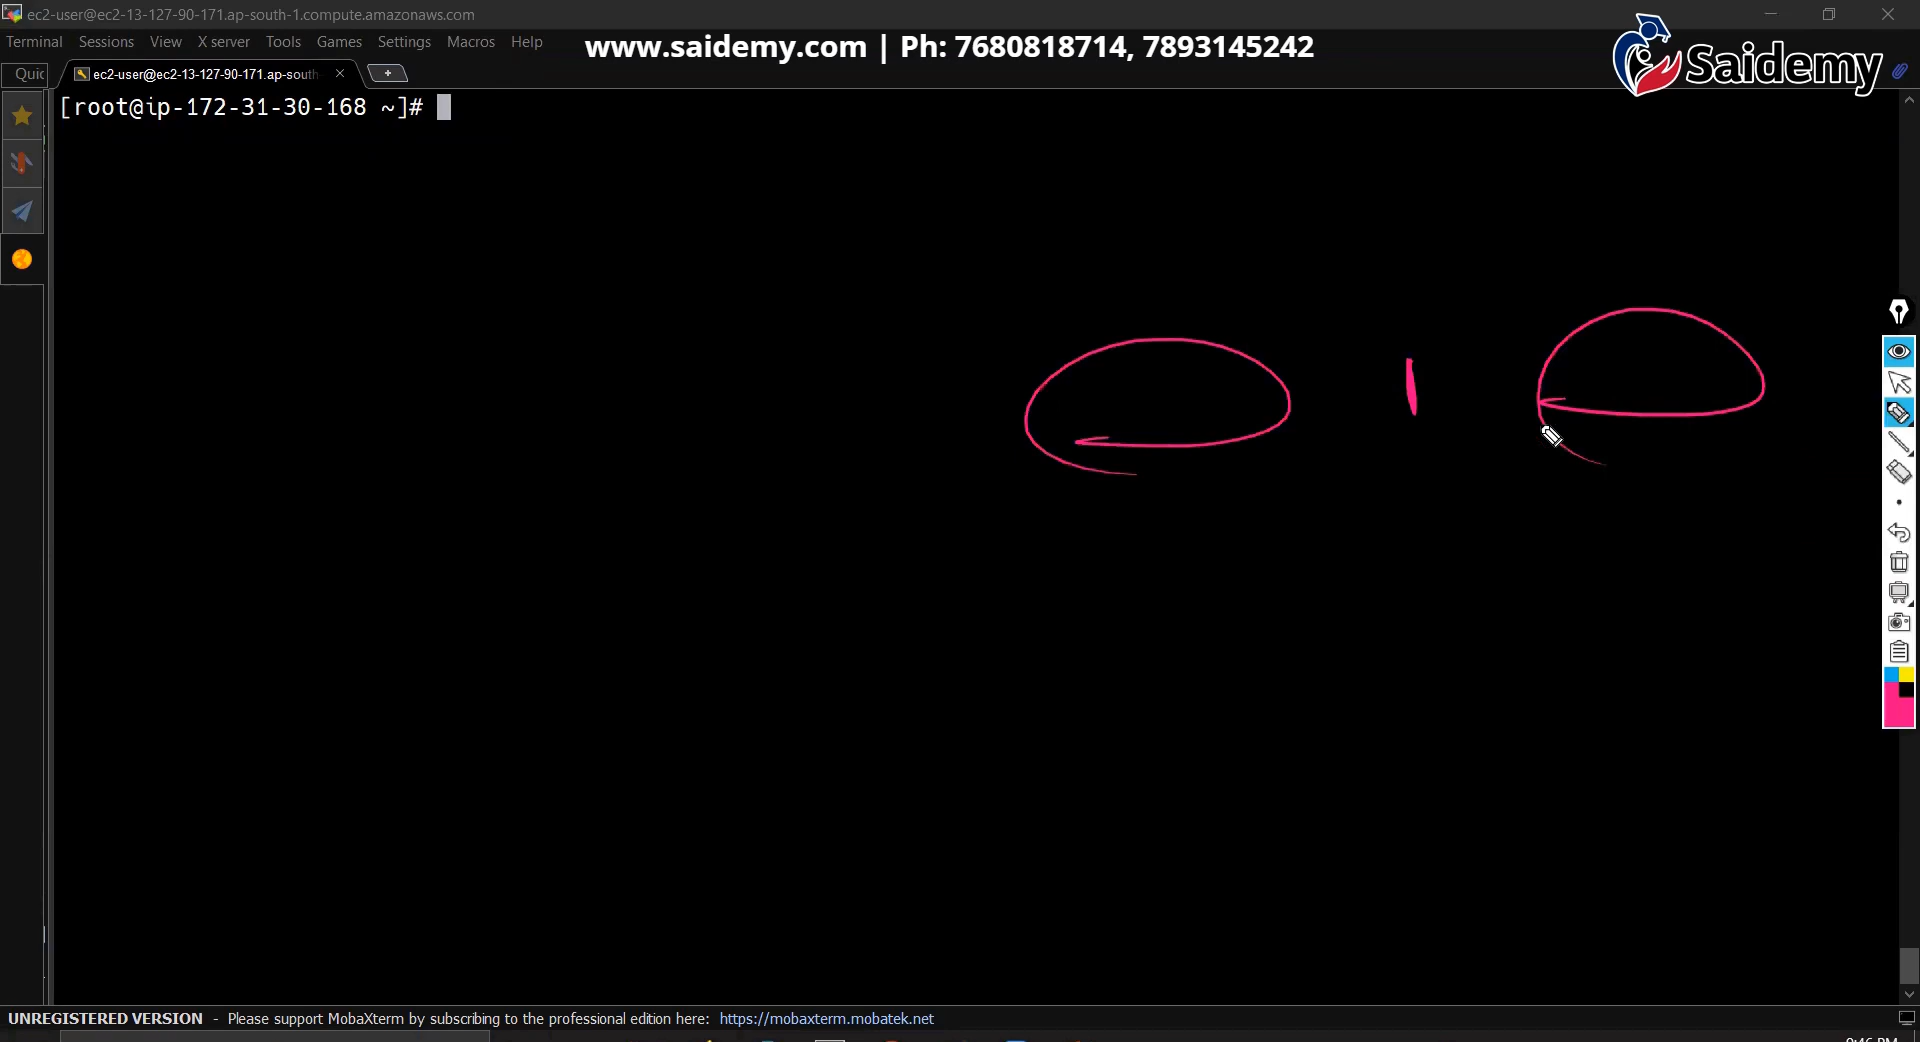 ec2-user@ec2-13-127-90-171.ap-south-1.compute.amazonaws.com
Terminal Sessions View X server Tools Games Settings Macros Help
www.saidemy.com | Ph: 7680818714, 7893145242
Saidemy
Quic
ec2-user@ec2-13-127-90-171.ap-south-
[root@ip-172-31-30-168 ~]#
UNREGISTERED VERSION - Please support MobaXterm by subscribing to the professional edition here: https://mobaxterm.mobatek.net